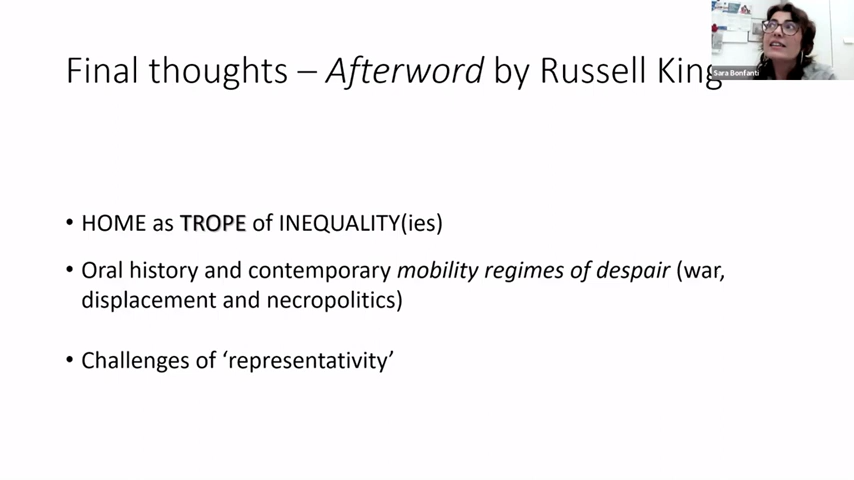 Final thoughts – Afterword by Russell King
Sara Bonfanti
• HOME as TROPE of INEQUALITY(ies)
• Oral history and contemporary mobility regimes of despair (war,
displacement and necropolitics)
• Challenges of ‘representativity’